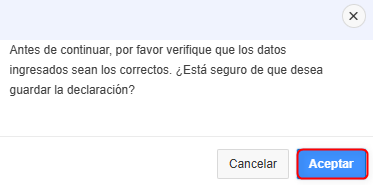 Antes de continuar, por favor verifique que los datos
ingresados sean los correctos. ¿Está seguro de que desea
guardar la declaración?
Cancelar
Aceptar